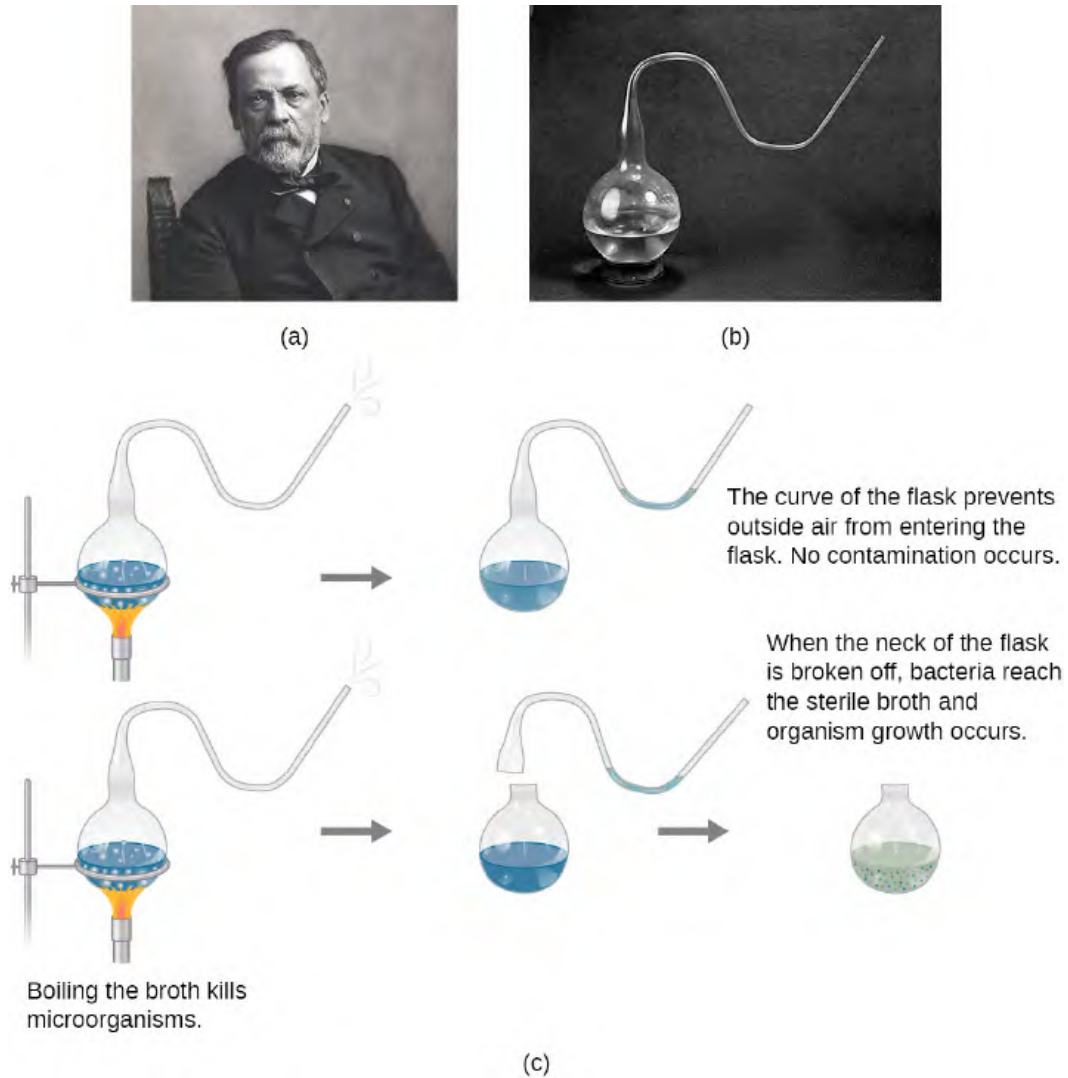 (a)
(b)
The curve of the flask prevents
outside air from entering the
flask. No contamination occurs.
When the neck of the flask
is broken off, bacteria reach
the sterile broth and
organism growth occurs.
Boiling the broth kills
microorganisms.
(c)